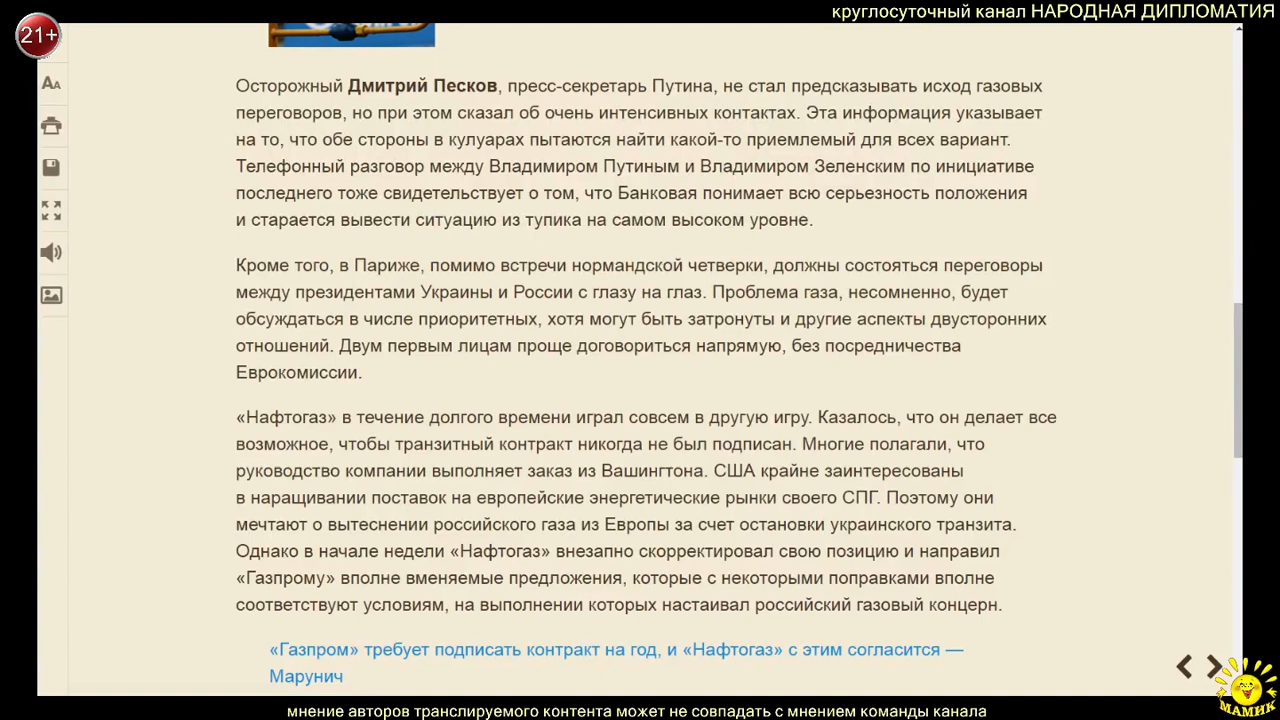 круглосуточный канал НАРОДНАЯ ДИПЛОМАТИЯ
21+
AA
Осторожный Дмитрий Песков, пресс-секретарь Путина, не стал предсказывать исход газовых
переговоров, но при этом сказал об очень интенсивных контактах. Эта информация указывает
на то, что обе стороны в кулуарах пытаются найти какой-то приемлемый для всех вариант.
Телефонный разговор между Владимиром Путиным и Владимиром Зеленским по инициативе
последнего тоже свидетельствует о том, что Банковая понимает всю серьезность положения
и старается вывести ситуацию из тупика на самом высоком уровне.
Кроме того, в Париже, помимо встречи нормандской четверки, должны состояться переговоры
между президентами Украины и России с глазу на глаз. Проблема газа, несомненно, будет
обсуждаться в числе приоритетных, хотя могут быть затронуты и другие аспекты двусторонних
отношений. Двум первым лицам проще договориться напрямую, без посредничества
Еврокомиссии.
«Нафтогаз» в течение долгого времени играл совсем в другую игру. Казалось, что он делает все
возможное, чтобы транзитный контракт никогда не был подписан. Многие полагали, что
руководство компании выполняет заказ из Вашингтона. США крайне заинтересованы
в наращивании поставок на европейские энергетические рынки своего СПГ. Поэтому они
мечтают о вытеснении российского газа из Европы за счет остановки украинского транзита.
Однако в начале недели «Нафтогаз» внезапно скорректировал свою позицию и направил
«Газпрому» вполне вменяемые предложения, которые с некоторыми поправками вполне
соответствуют условиям, на выполнении которых настаивал российский газовый концерн.
«Газпром» требует подписать контракт на год, и «Нафтогаз» с этим согласится —
Марунич
МАМИК
мнение авторов транслируемого контента может не совпадать с мнением команды канала